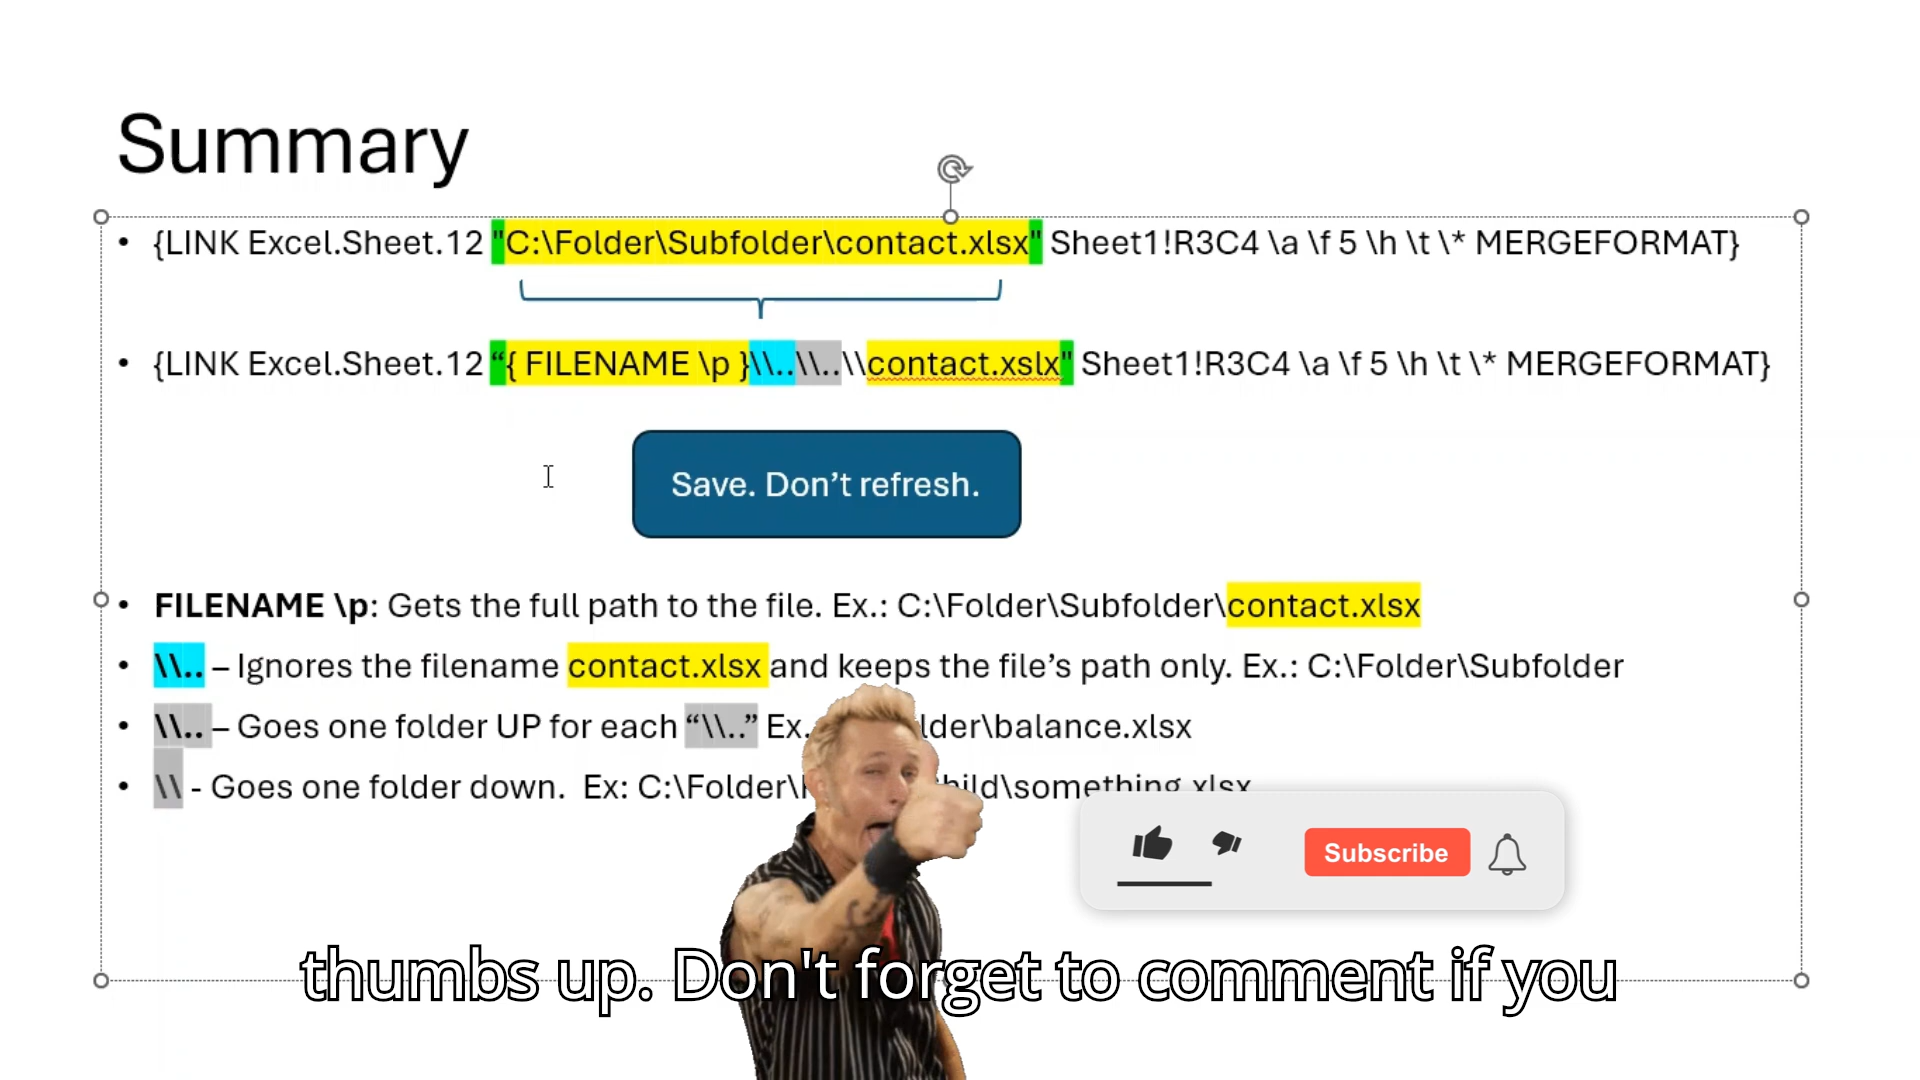 Summary
• {LINK Excel.Sheet.12 "C:\Folder\Subfolder\contact.xlsx" Sheet1!R3C4 \a \f 5 \h \t \* MERGEFORMAT}
• {LINK Excel.Sheet.12 “{ FILENAME \p }\\..\\..\\contact.xslx" Sheet1!R3C4 \a \f 5 \h \t \* MERGEFORMAT}
Save. Don’t refresh.
• FILENAME \p: Gets the full path to the file. Ex.: C:\Folder\Subfolder\contact.xlsx
• \\.. – Ignores the filename contact.xlsx and keeps the file’s path only. Ex.: C:\Folder\Subfolder
• \\.. – Goes one folder UP for each “\\..” Ex. lder\balance.xlsx
• \\ - Goes one folder down. Ex: C:\Folder\ hild\something.xlsx
Subscribe
thumbs up. Don't forget to comment if you